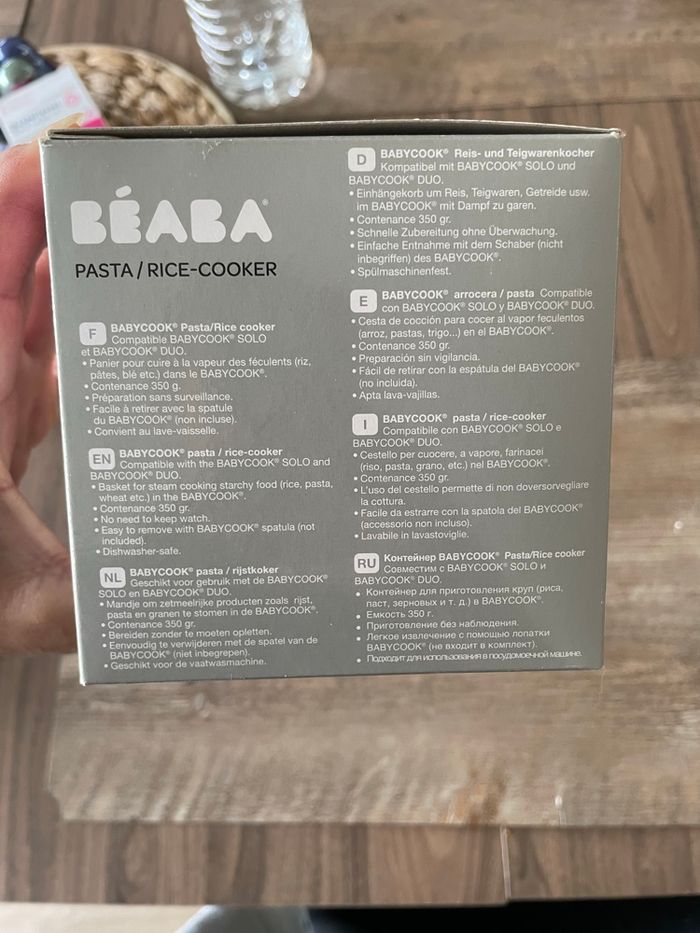 BÉABA®
PASTA / RICE-COOKER
F BABYCOOK® Pasta/Rice cooker
Compatible BABYCOOK® SOLO
et BABYCOOK® DUO.
• Panier pour cuire à la vapeur des féculents (riz,
pâtes, blé etc.) dans le BABYCOOK®.
• Contenance 350 g.
• Préparation sans surveillance.
• Facile à retirer avec la spatule
du BABYCOOK® (non incluse).
• Convient au lave-vaisselle.
EN BABYCOOK® pasta / rice-cooker
Compatible with the BABYCOOK® SOLO and
BABYCOOK® DUO.
• Basket for steam cooking starchy food (rice, pasta,
wheat etc.) in the BABYCOOK®.
• Contenance 350 gr.
• No need to keep watch.
• Easy to remove with BABYCOOK® spatula (not
included).
• Dishwasher-safe.
NL BABYCOOK® pasta / rijstkoker
Geschikt voor gebruik met de BABYCOOK®
SOLO en BABYCOOK® DUO.
• Mandje om zetmeelrijke producten zoals rijst,
pasta en granen te stomen in de BABYCOOK®.
• Contenance 350 gr.
• Bereiden zonder te moeten opletten.
• Eenvoudig te verwijderen met de spatel van de
BABYCOOK® (niet inbegrepen).
• Geschikt voor de vaatwasmachine.
D BABYCOOK® Reis- und Teigwarenkocher
Kompatibel mit BABYCOOK® SOLO und
BABYCOOK® DUO.
• Einhängekorb um Reis, Teigwaren, Getreide usw.
im BABYCOOK® mit Dampf zu garen.
• Contenance 350 gr.
• Schnelle Zubereitung ohne Überwachung.
• Einfache Entnahme mit dem Schaber (nicht
inbegriffen) des BABYCOOK®.
• Spülmaschinenfest.
E BABYCOOK® arrocera / pasta Compatible
con BABYCOOK® SOLO y BABYCOOK® DUO.
• Cesta de cocción para cocer al vapor feculentos
(arroz, pastas, trigo...) en el BABYCOOK®.
• Contenance 350 gr.
• Preparación sin vigilancia.
• Fácil de retirar con la espátula del BABYCOOK®
(no incluida).
• Apta lava-vajillas.
I BABYCOOK® pasta / rice-cooker
Compatibile con BABYCOOK® SOLO e
BABYCOOK® DUO.
• Cestello per cuocere, a vapore, farinacei
(riso, pasta, grano, etc.) nel BABYCOOK®.
• Contenance 350 gr.
• L'uso del cestello permette di non doversorvegliare
la cottura.
• Facile da estrarre con la spatola del BABYCOOK®
(accessorio non incluso).
• Lavabile in lavastoviglie.
RU Контейнер BABYCOOK® Pasta/Rice cooker
Совместим с BABYCOOK® SOLO и
BABYCOOK® DUO.
• Контейнер для приготовления круп (риса,
паст, зерновых и т. д.) в BABYCOOK®.
• Емкость 350 г.
• Приготовление без наблюдения.
• Легкое извлечение с помощью лопатки
BABYCOOK® (не входит в комплект).
• Подходит для использования в посудомоечной машине.